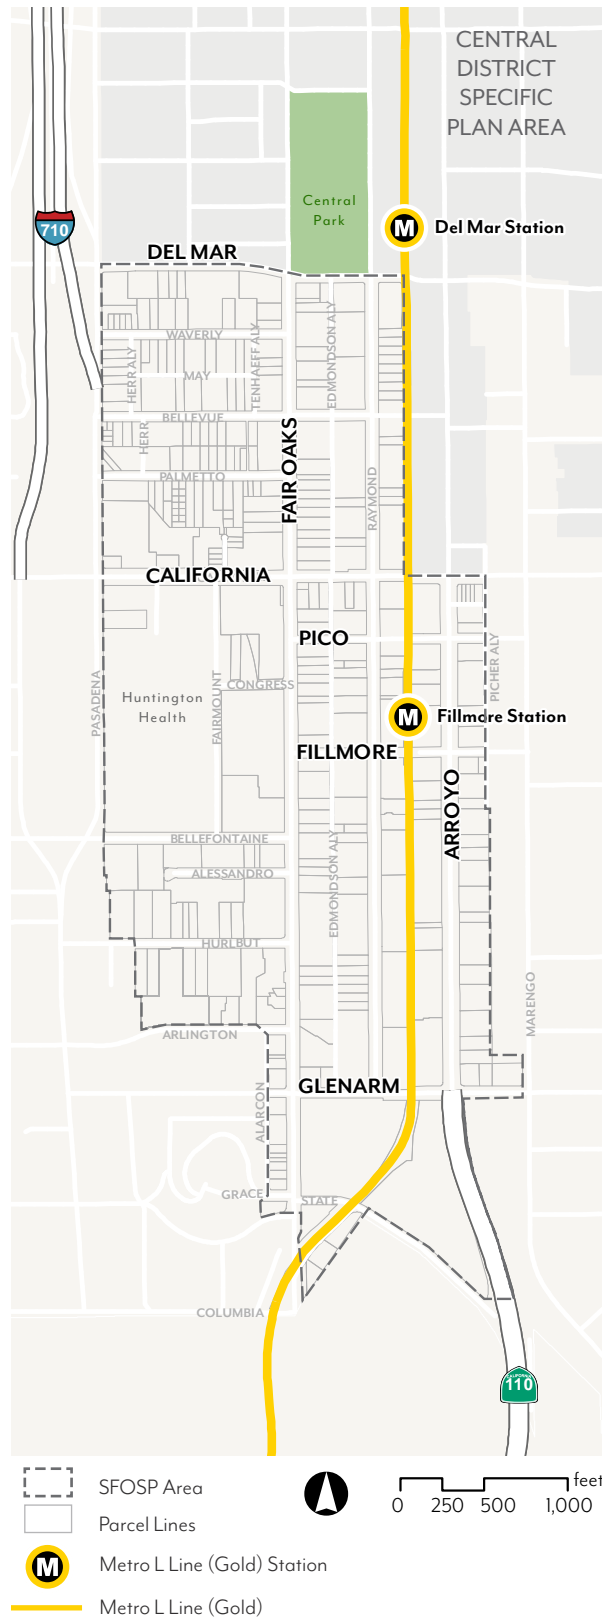 CENTRAL
DISTRICT
SPECIFIC
PLAN AREA
Central
Park
710
M
Del Mar Station
DEL MAR
WAVERLY
HERR ALY
MAY
TENHAEFF ALY
EDMONDSON ALY
BELLEVUE
HERR
FAIR OAKS
PALMETTO
RAYMOND
CALIFORNIA
PICO
PICHER ALY
PASADENA
Huntington
Health
FAIRMOUNT
CONGRESS
M
Fillmore Station
FILLMORE
ARROYO
BELLEFONTAINE
ALESSANDRO
EDMONDSON ALY
HURLBUT
MARENGO
ARLINGTON
GLENARM
ALARCON
GRACE
STATE
COLUMBIA
CALIFORNIA
110
SFOSP Area
feet
0 250 500 1,000
Parcel Lines
M
Metro L Line (Gold) Station
Metro L Line (Gold)